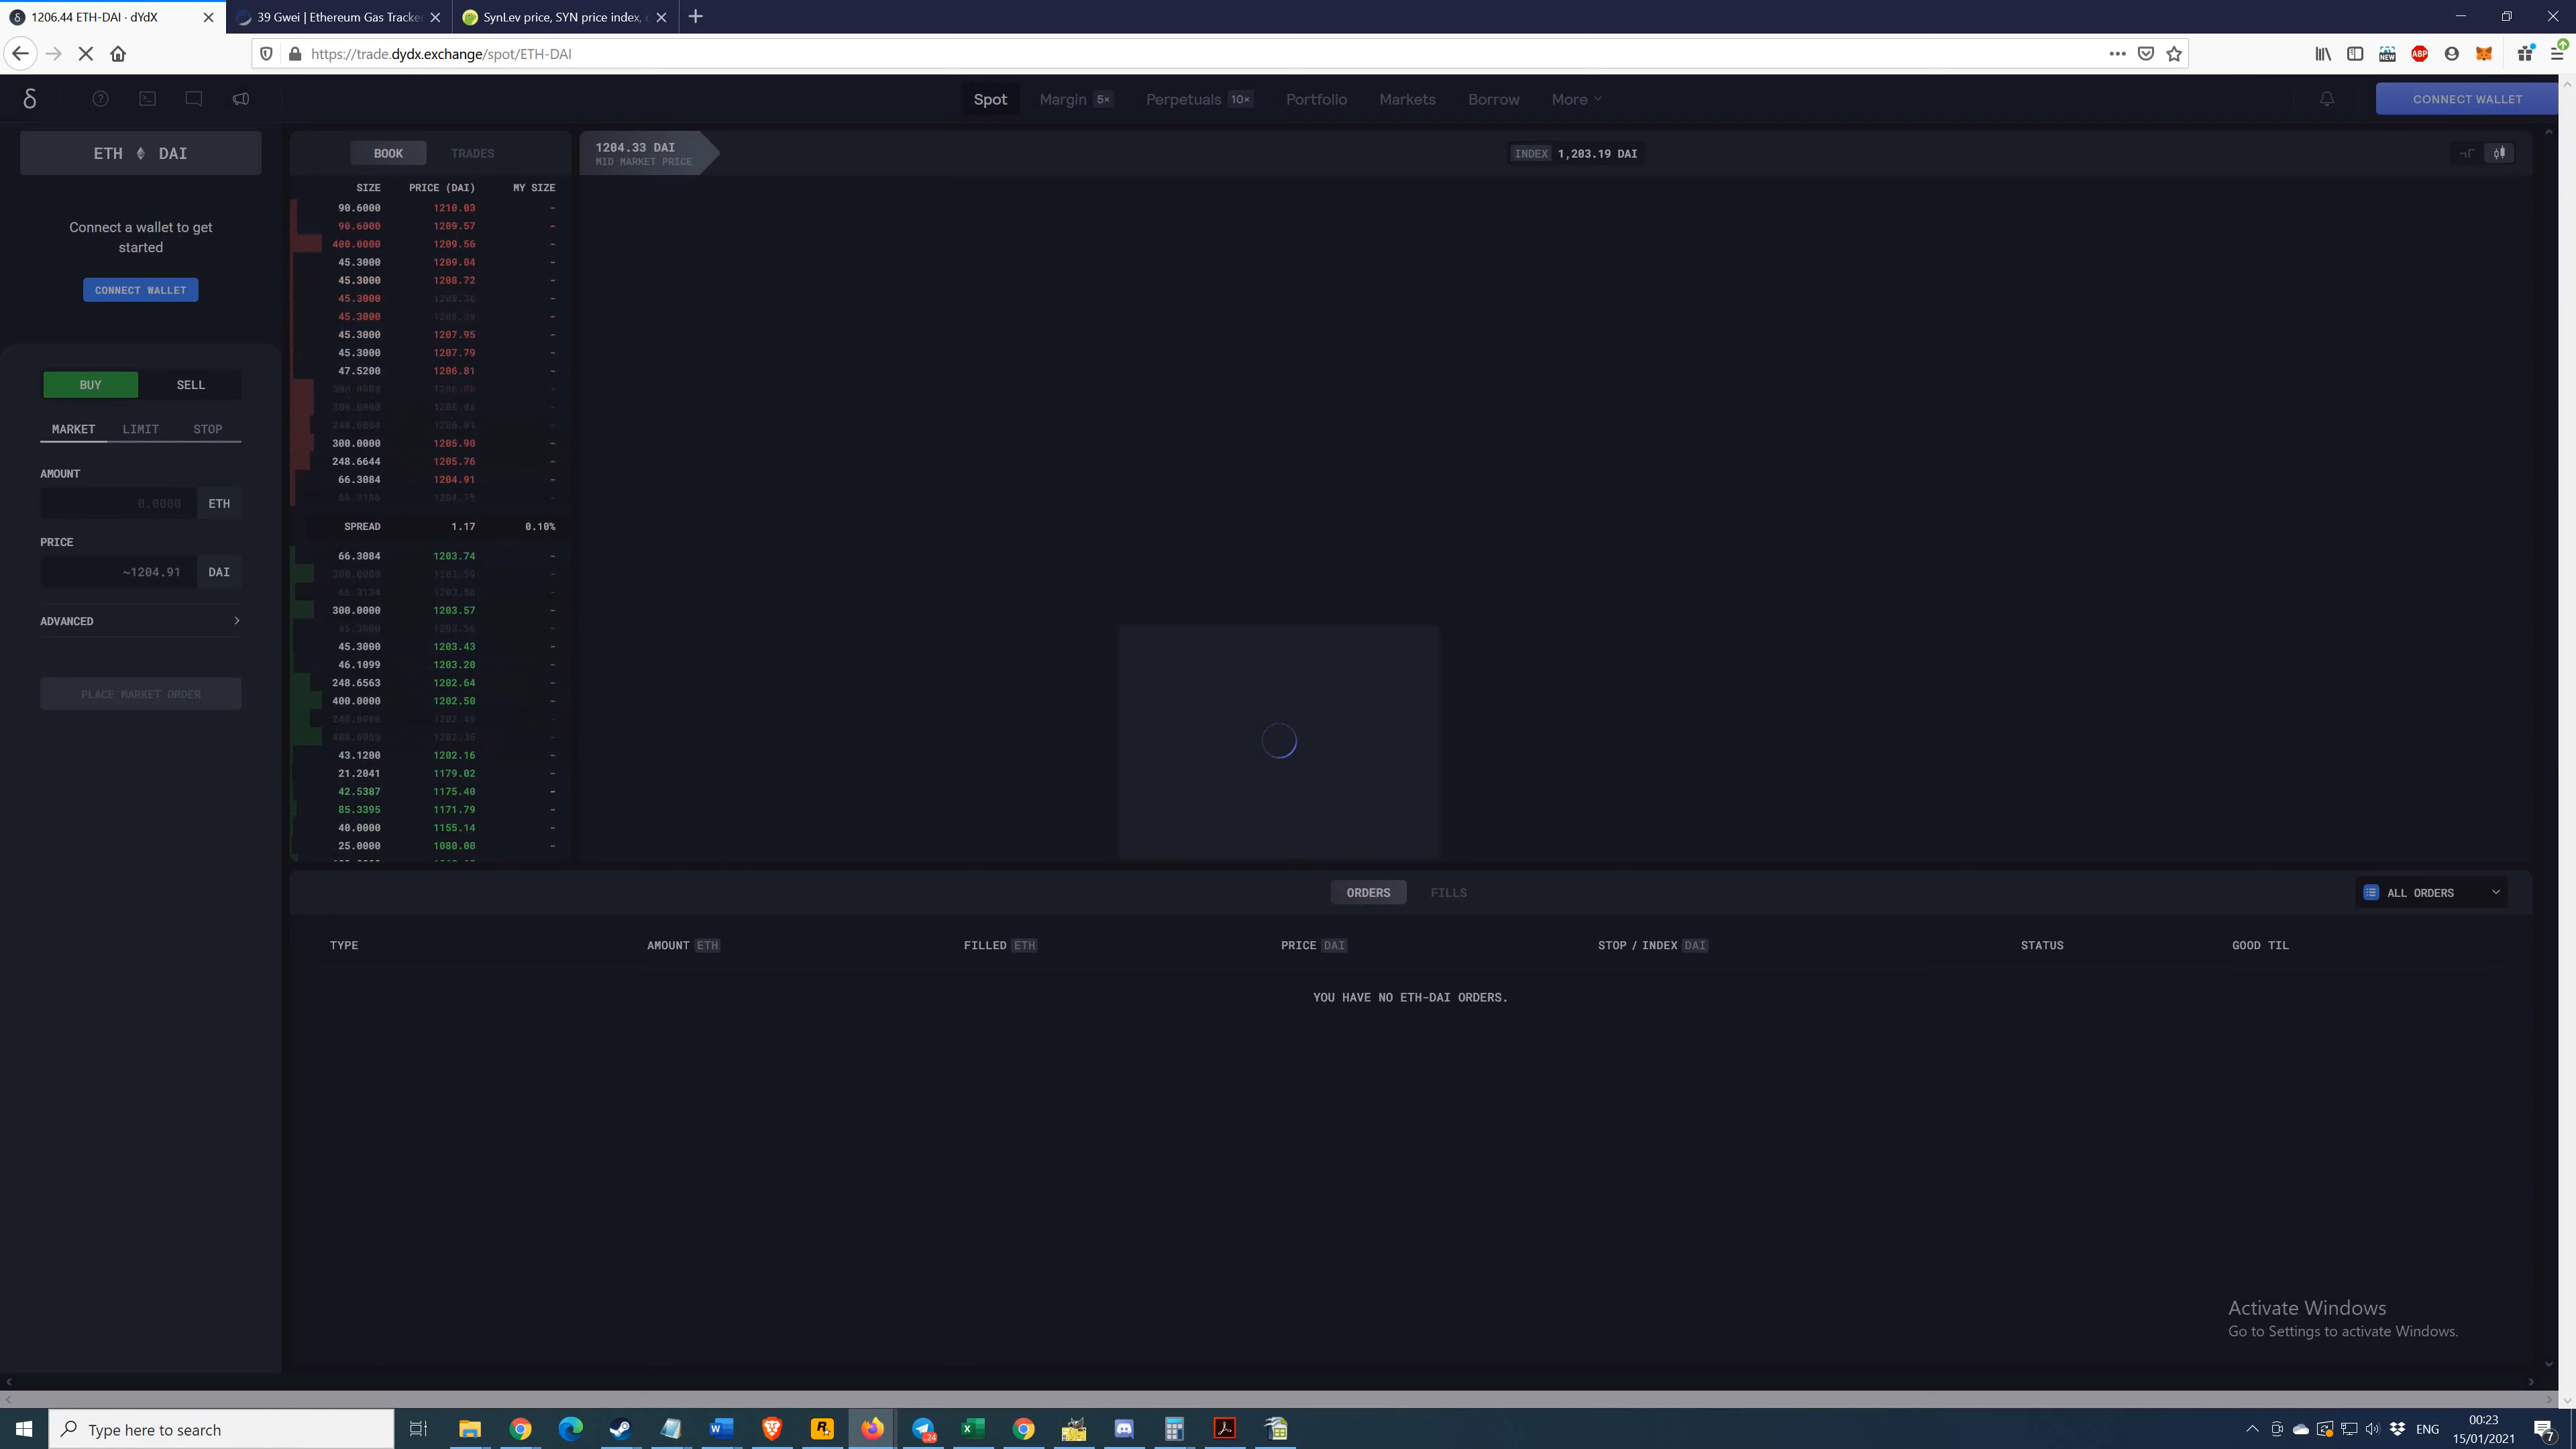 1206.44 ETH-DAI · dYdX
39 Gwei | Ethereum Gas Tracker
SynLev price, SYN price index,
https://trade.dydx.exchange/spot/ETH-DAI
NEW
ABP
Spot
Margin 5×
Perpetuals 10×
Portfolio
Markets
Borrow
More
CONNECT WALLET
ETH DAI
Connect a wallet to get
started
CONNECT WALLET
BUY SELL
MARKET LIMIT STOP
AMOUNT
0.0000 ETH
PRICE
~1204.91 DAI
ADVANCED
PLACE MARKET ORDER
BOOK TRADES
SIZE PRICE (DAI) MY SIZE
90.6000 1210.03 -
90.6000 1209.57 -
400.0000 1209.56 -
45.3000 1209.04 -
45.3000 1208.72 -
45.3000 -
45.3000 -
45.3000 1207.95 -
45.3000 1207.79 -
47.5200 1206.81 -
300.0000 1205.90 -
248.6644 1205.76 -
66.3084 1204.91 -
SPREAD 1.17 0.10%
66.3084 1203.74 -
300.0000 1203.57 -
45.3000 1203.43 -
46.1099 1203.20 -
248.6563 1202.64 -
400.0000 1202.50 -
43.1200 1202.16 -
21.2041 1179.02 -
42.5387 1175.40 -
85.3395 1171.79 -
40.0000 1155.14 -
25.0000 1080.00 -
1204.33 DAI
MID MARKET PRICE
INDEX 1,203.19 DAI
ORDERS FILLS
ALL ORDERS
TYPE AMOUNT ETH FILLED ETH PRICE DAI STOP / INDEX DAI STATUS GOOD TIL
YOU HAVE NO ETH-DAI ORDERS.
Activate Windows
Go to Settings to activate Windows.
Type here to search
24
ENG
00:23
15/01/2021
7